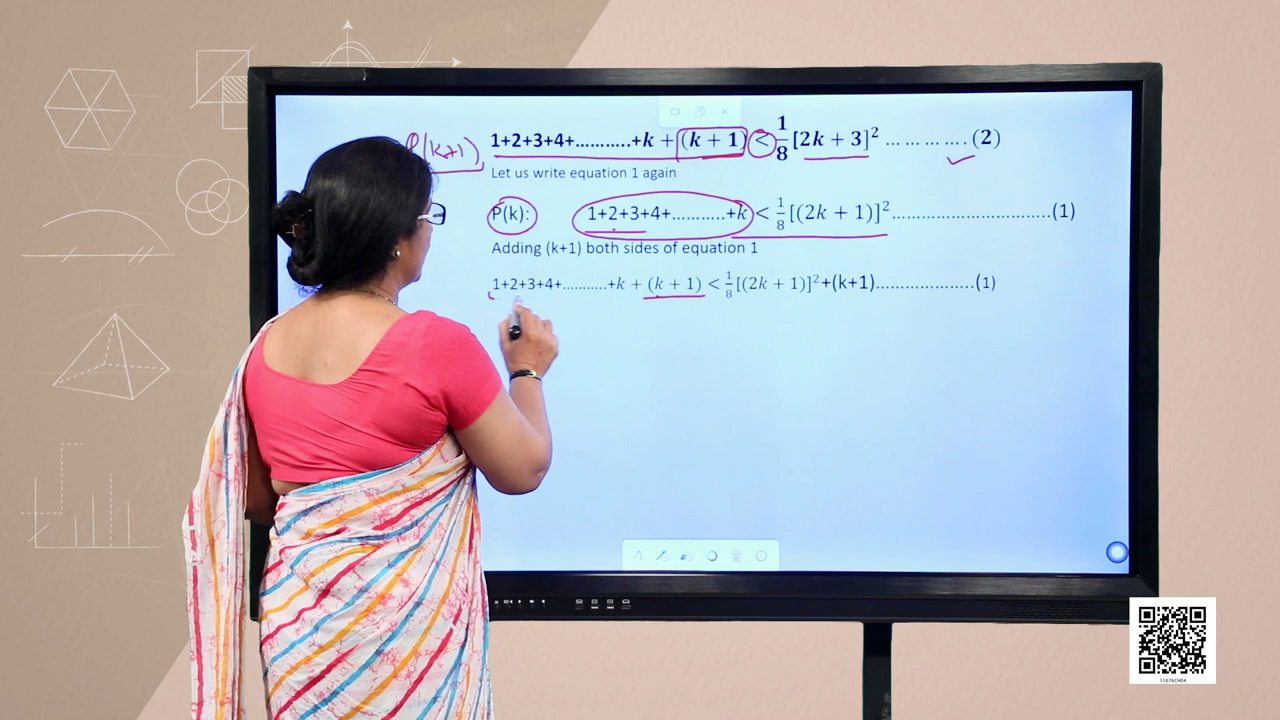 P(k+1) 1+2+3+4+...........+k + (k + 1) < 1/8 [2k + 3]² ... ... ... .... (2)
Let us write equation 1 again
P(k): 1+2+3+4+...........+k < 1/8 [(2k + 1)]²................................(1)
Adding (k+1) both sides of equation 1
1+2+3+4+...........+k + (k + 1) < 1/8 [(2k + 1)]²+(k+1)....................(1)
11076CH04